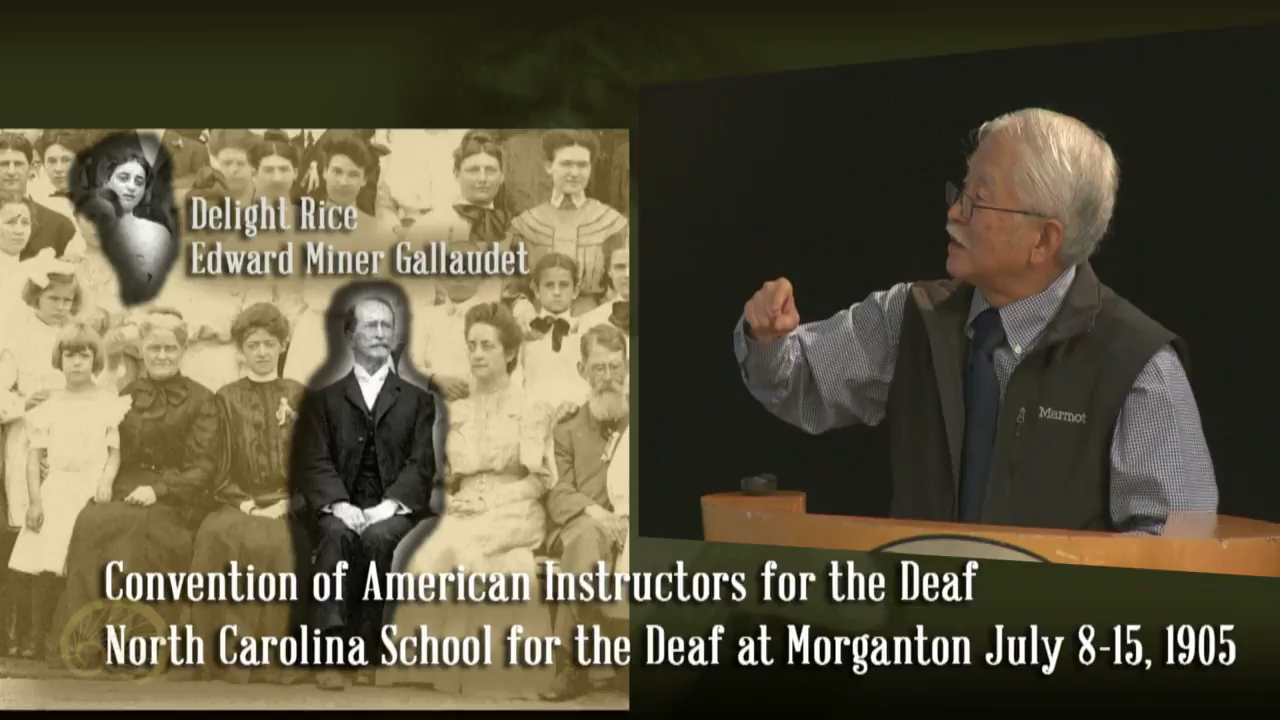 Delight Rice
Edward Miner Gallaudet
Marmot
Convention of American Instructors for the Deaf
North Carolina School for the Deaf at Morganton July 8-15, 1905